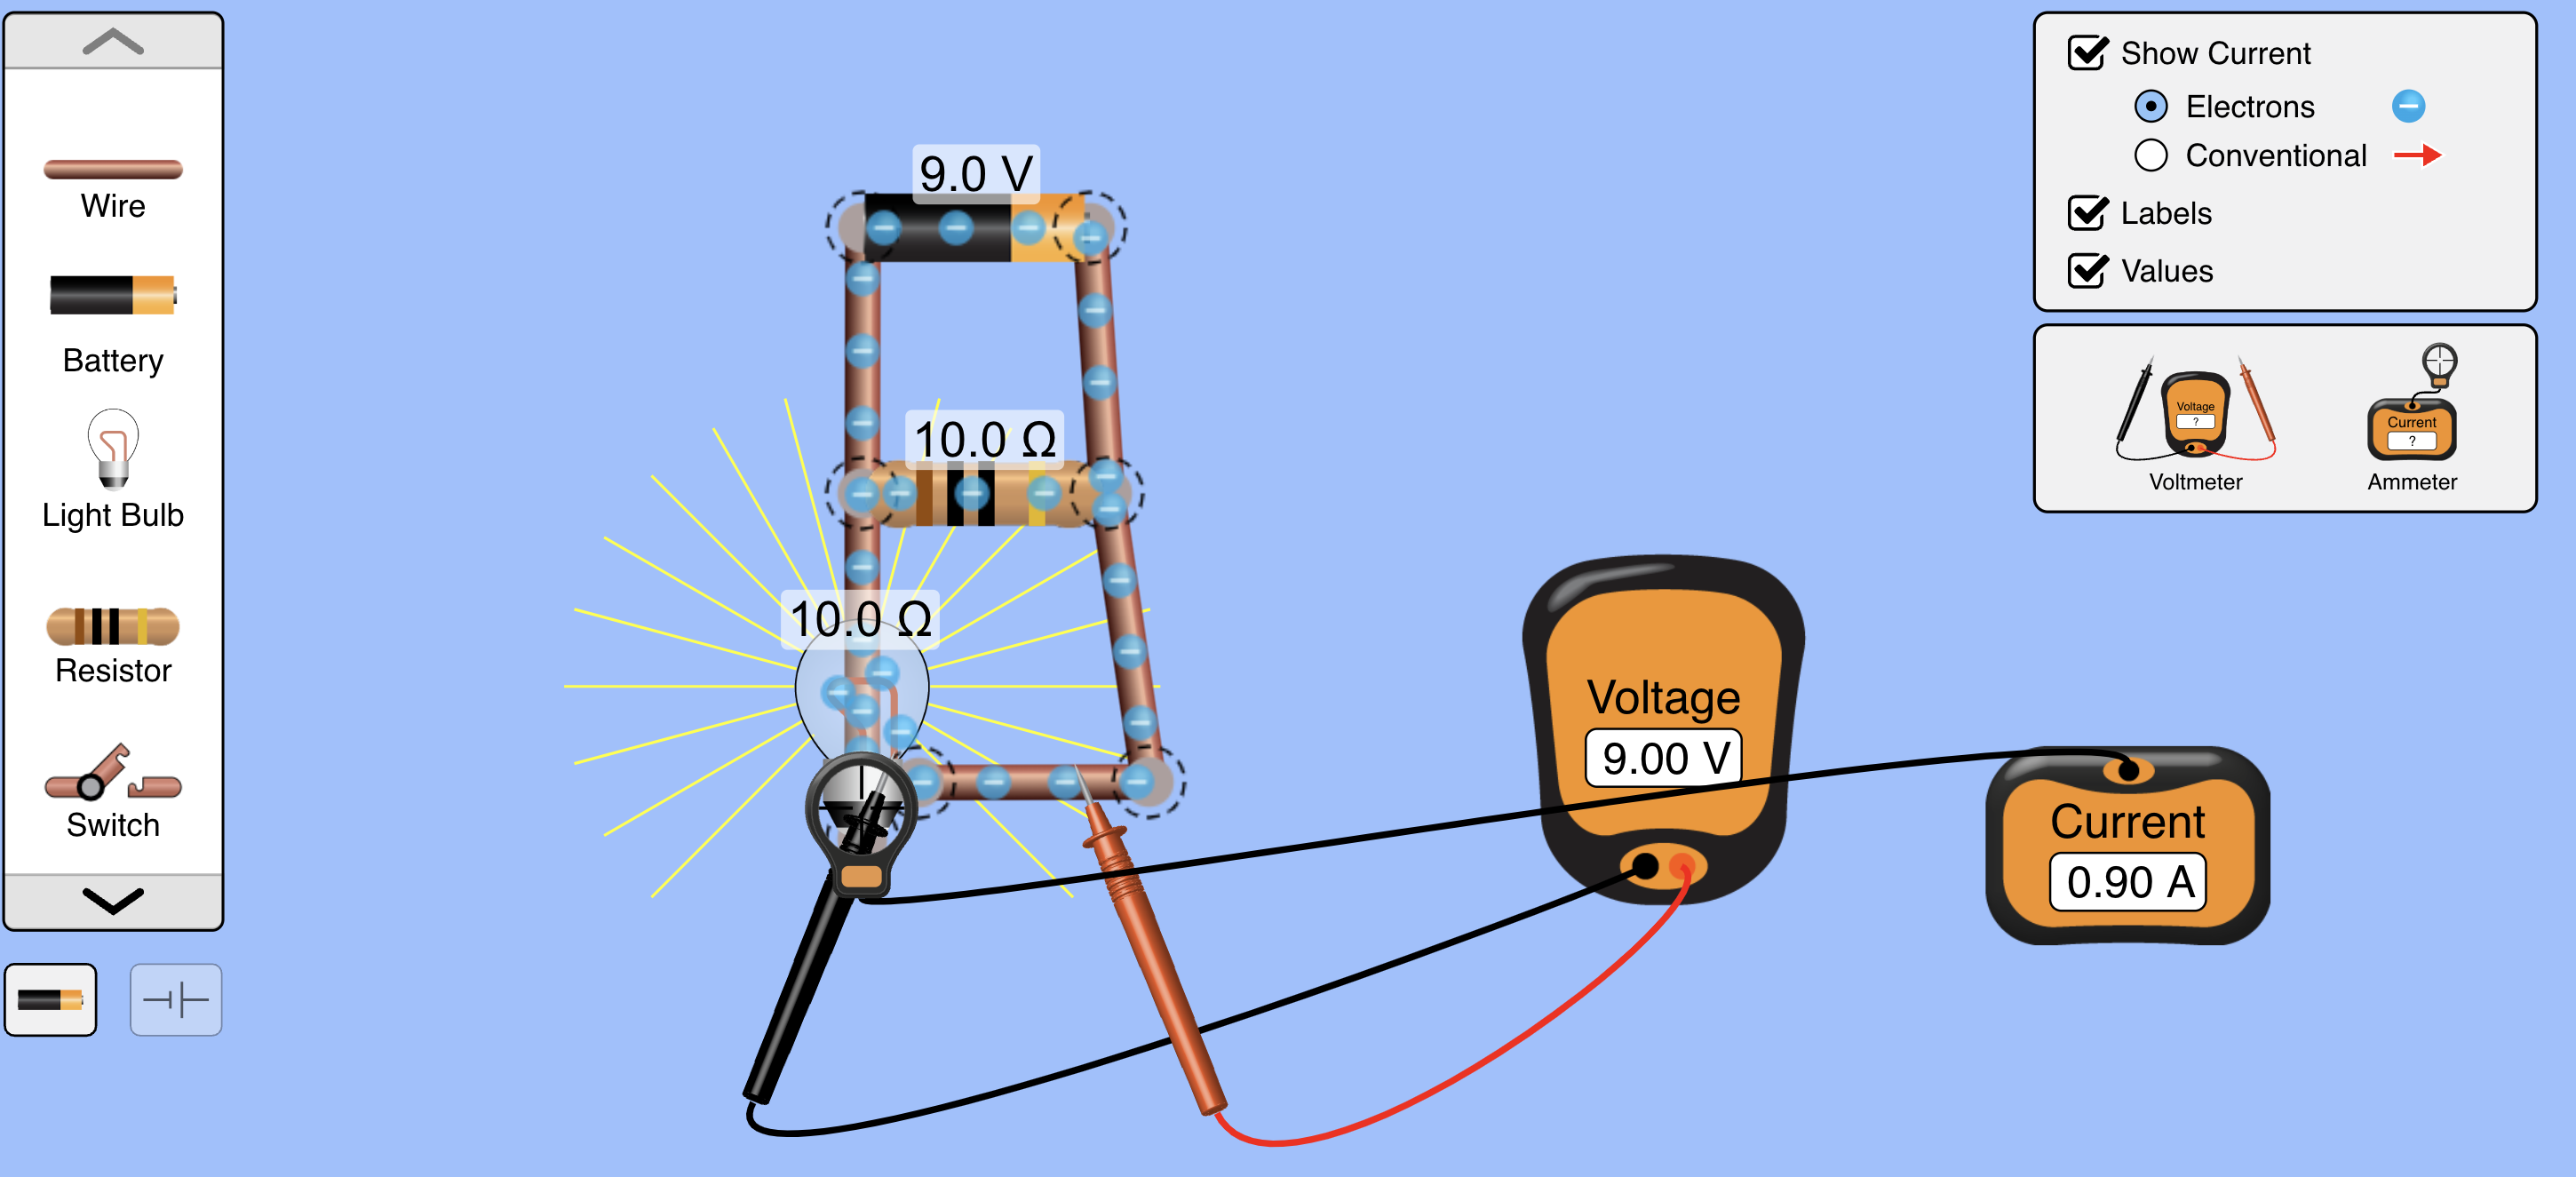 Wire
Battery
Light Bulb
Resistor
Switch
9.0 V
10.0 Ω
10.0 Ω
Voltage
9.00 V
Current
0.90 A
Show Current
Electrons
Conventional
Labels
Values
Voltage
?
Voltmeter
Current
?
Ammeter